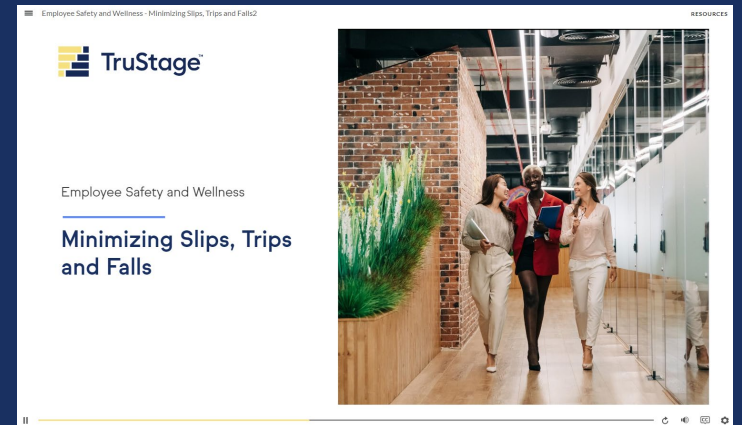 Employee Safety and Wellness - Minimizing Slips, Trips and Falls2
RESOURCES
TruStage™
Employee Safety and Wellness
Minimizing Slips, Trips
and Falls
CC